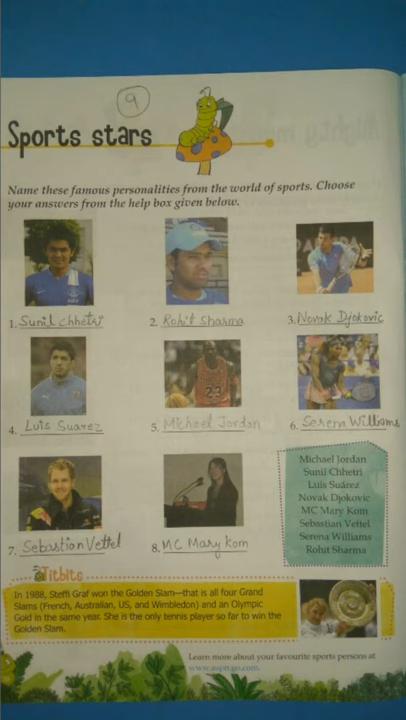 9
Sports stars
Name these famous personalities from the world of sports. Choose
your answers from the help box given below.
1. Sunil chhetri
2. Rohit Sharma
3. Novak Djokovic
4. Luis Suarez
5. Michael Jordan
6. Serena Williams
7. Sebastian Vettel
8. MC Mary kom
23
Michael Jordan
Sunil Chhetri
Luis Suárez
Novak Djokovic
MC Mary Kom
Sebastian Vettel
Serena Williams
Rohit Sharma
Titbits
In 1988, Steffi Graf won the Golden Slam—that is all four Grand
Slams (French, Australian, US, and Wimbledon) and an Olympic
Gold in the same year. She is the only tennis player so far to win the
Golden Slam.
Learn more about your favourite sports persons at